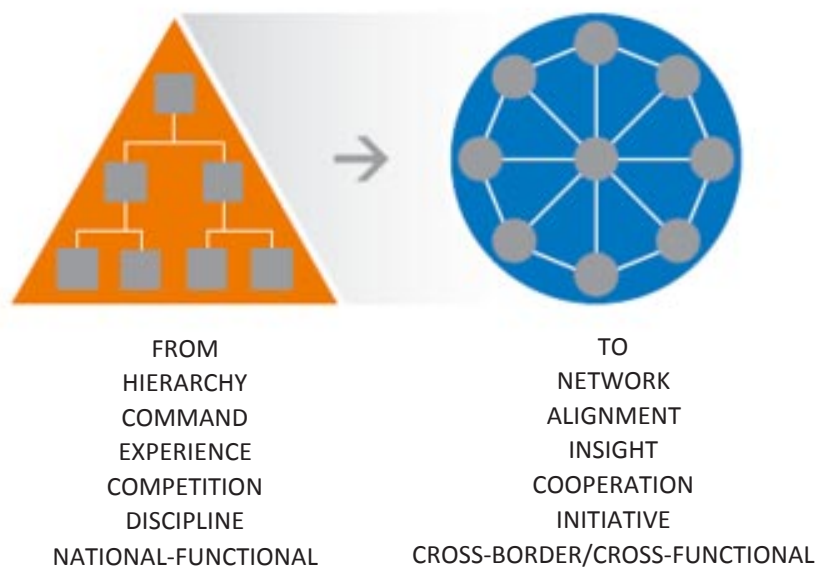 FROM
HIERARCHY
COMMAND
EXPERIENCE
COMPETITION
DISCIPLINE
NATIONAL-FUNCTIONAL
TO
NETWORK
ALIGNMENT
INSIGHT
COOPERATION
INITIATIVE
CROSS-BORDER/CROSS-FUNCTIONAL